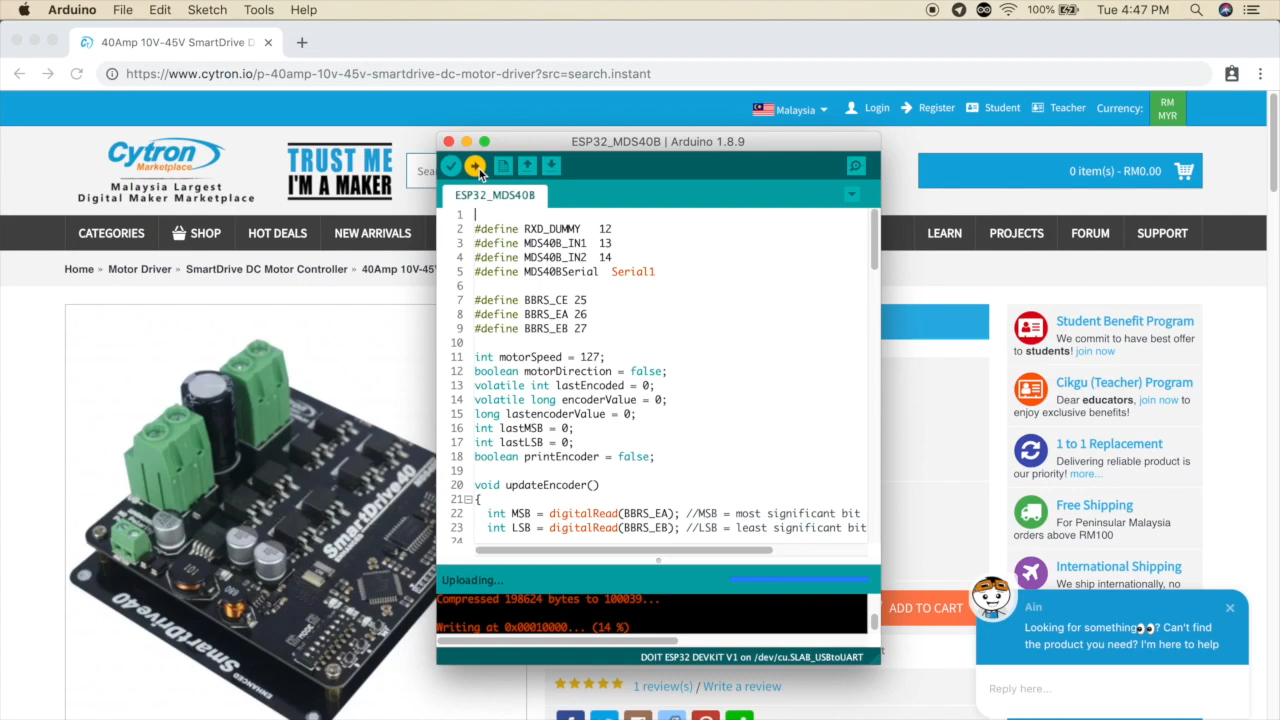 Arduino File Edit Sketch Tools Help 100% Tue 4:47 PM
40Amp 10V-45V SmartDrive D
https://www.cytron.io/p-40amp-10v-45v-smartdrive-dc-motor-driver?src=search.instant
Malaysia Login Register Student Teacher Currency: RM MYR
Cytron Marketplace
Malaysia Largest
Digital Maker Marketplace
TRUST ME
I'M A MAKER
Sea
0 item(s) - RM0.00
CATEGORIES SHOP HOT DEALS NEW ARRIVALS LEARN PROJECTS FORUM SUPPORT
Home » Motor Driver » SmartDrive DC Motor Controller » 40Amp 10V-45V
ESP32_MDS40B | Arduino 1.8.9
ESP32_MDS40B
1
2 #define RXD_DUMMY 12
3 #define MDS40B_IN1 13
4 #define MDS40B_IN2 14
5 #define MDS40BSerial Serial1
6
7 #define BBRS_CE 25
8 #define BBRS_EA 26
9 #define BBRS_EB 27
10
11 int motorSpeed = 127;
12 boolean motorDirection = false;
13 volatile int lastEncoded = 0;
14 volatile long encoderValue = 0;
15 long lastencoderValue = 0;
16 int lastMSB = 0;
17 int lastLSB = 0;
18 boolean printEncoder = false;
19
20 void updateEncoder()
21 {
22 int MSB = digitalRead(BBRS_EA); //MSB = most significant bit
23 int LSB = digitalRead(BBRS_EB); //LSB = least significant bit
24
Uploading...
Compressed 198624 bytes to 100039...
Writing at 0x00010000... (14 %)
DOIT ESP32 DEVKIT V1 on /dev/cu.SLAB_USBtoUART
SmartDrive40
SmartDrive
ENHANCED
Student Benefit Program
We commit to have best offer
to students! join now
Cikgu (Teacher) Program
Dear educators, join now to
enjoy exclusive benefits!
1 to 1 Replacement
Delivering reliable product is
our priority! more...
Free Shipping
For Peninsular Malaysia
orders above RM100
International Shipping
We ship internationally, no
ADD TO CART
Ain
Looking for something👀? Can't find
the product you need? I'm here to help
Reply here...
1 review(s) / Write a review